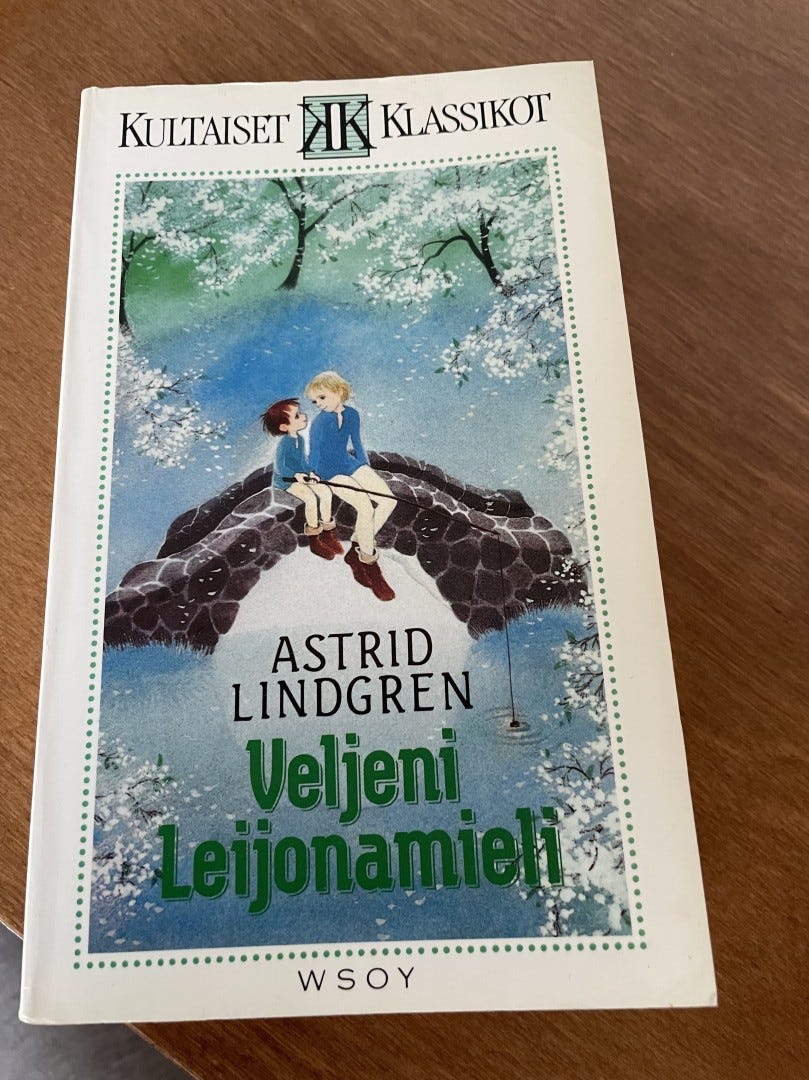 KULTAISET KK KLASSIKOT
ASTRID
LINDGREN
Veljeni
Leijonamieli
WSOY